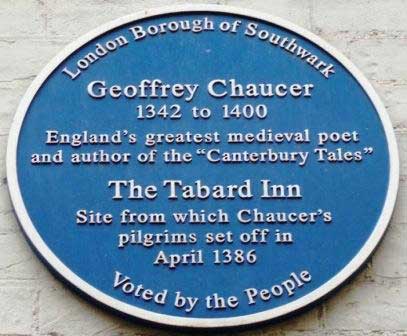 London Borough of Southwark
Geoffrey Chaucer
1342 to 1400
England's greatest medieval poet
and author of the "Canterbury Tales"
The Tabard Inn
Site from which Chaucer's
pilgrims set off in
April 1386
Voted by the People